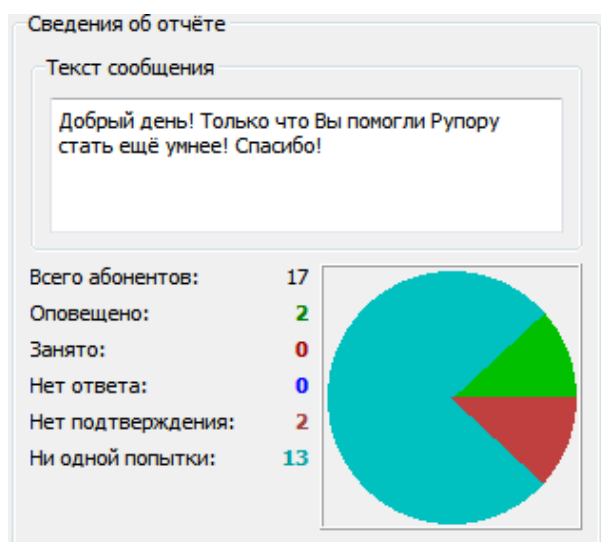 Сведения об отчёте
Текст сообщения
Добрый день! Только что Вы помогли Рупору
стать ещё умнее! Спасибо!
Всего абонентов: 17
Оповещено: 2
Занято: 0
Нет ответа: 0
Нет подтверждения: 2
Ни одной попытки: 13